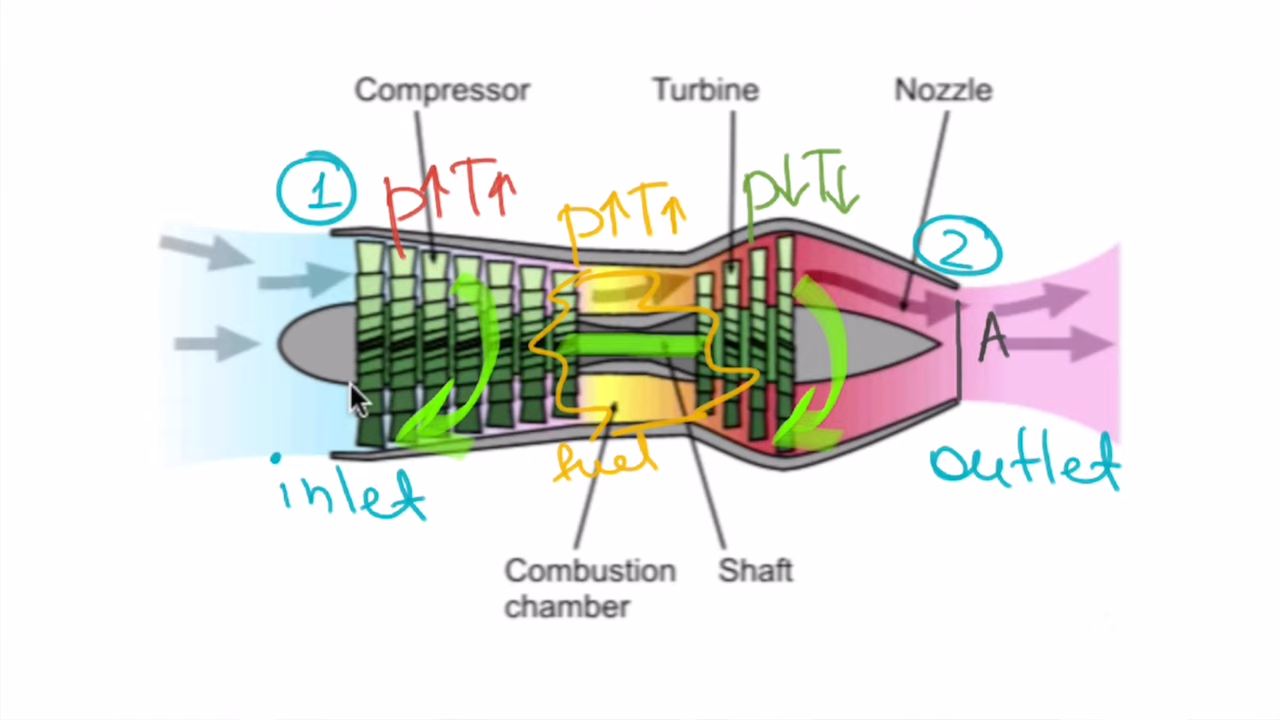 Compressor
Turbine
Nozzle
1
p↑T↑
p↑T↑
p↓T↓
2
A
inlet
fuel
outlet
Combustion
chamber
Shaft